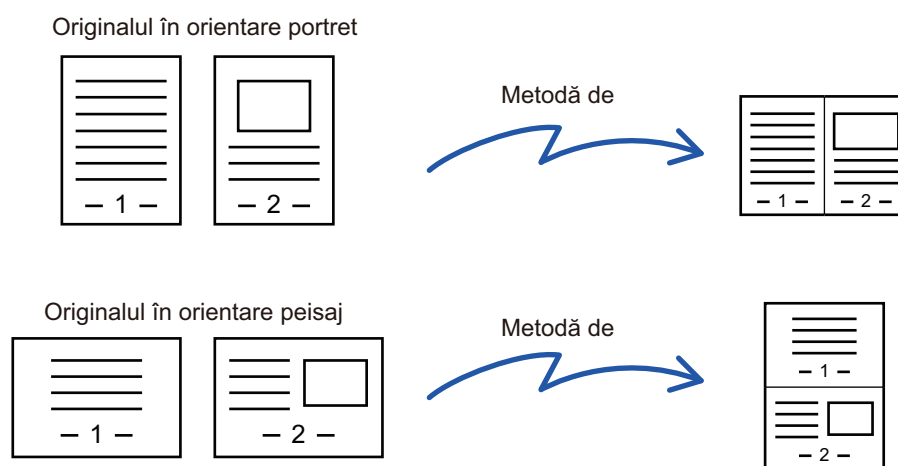 Originalul în orientare portret
Metodă de
– 1 –
– 2 –
– 1 –
– 2 –
Originalul în orientare peisaj
Metodă de
– 1 –
– 2 –
– 1 –
– 2 –